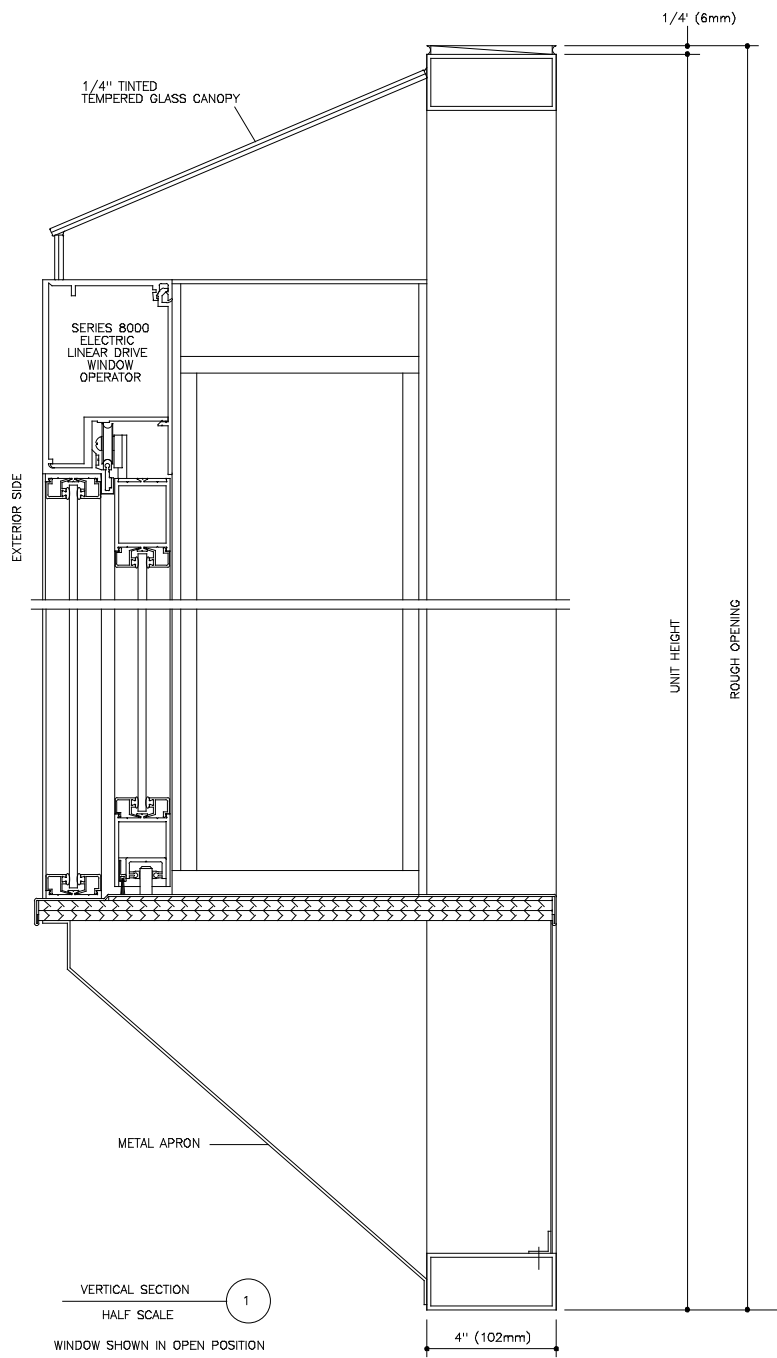 1/4' (6mm)
1/4" TINTED
TEMPERED GLASS CANOPY
SERIES 8000
ELECTRIC
LINEAR DRIVE
WINDOW
OPERATOR
EXTERIOR SIDE
UNIT HEIGHT
ROUGH OPENING
METAL APRON
VERTICAL SECTION
1
HALF SCALE
WINDOW SHOWN IN OPEN POSITION
4" (102mm)